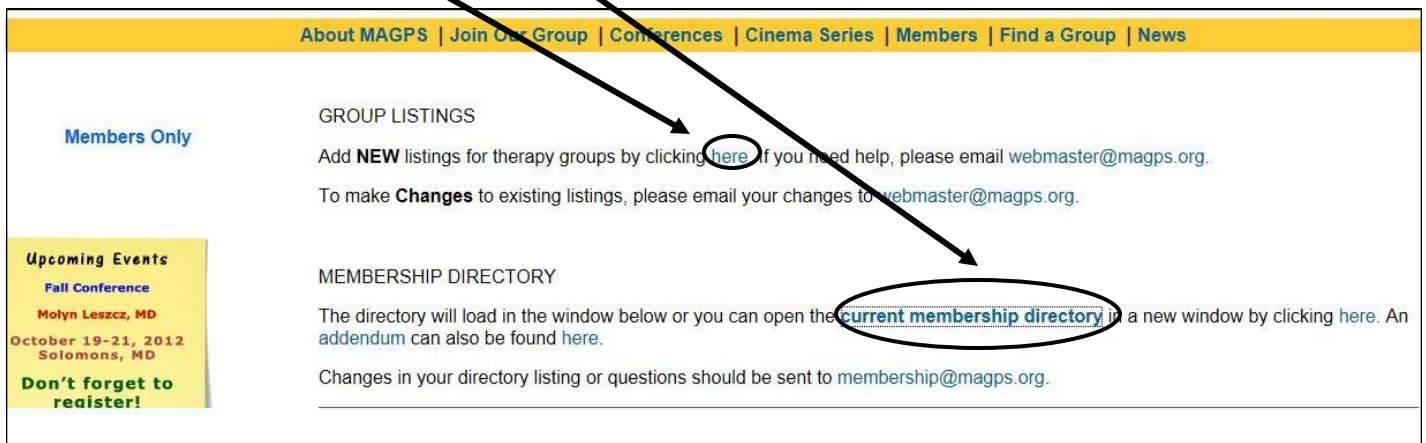 About MAGPS | Join Our Group | Conferences | Cinema Series | Members | Find a Group | News
Members Only
GROUP LISTINGS
Add NEW listings for therapy groups by clicking here. If you need help, please email webmaster@magps.org.
To make Changes to existing listings, please email your changes to webmaster@magps.org.
Upcoming Events
Fall Conference
Molyn Leszcz, MD
October 19-21, 2012
Solomons, MD
Don't forget to
register!
MEMBERSHIP DIRECTORY
The directory will load in the window below or you can open the current membership directory in a new window by clicking here. An
addendum can also be found here.
Changes in your directory listing or questions should be sent to membership@magps.org.